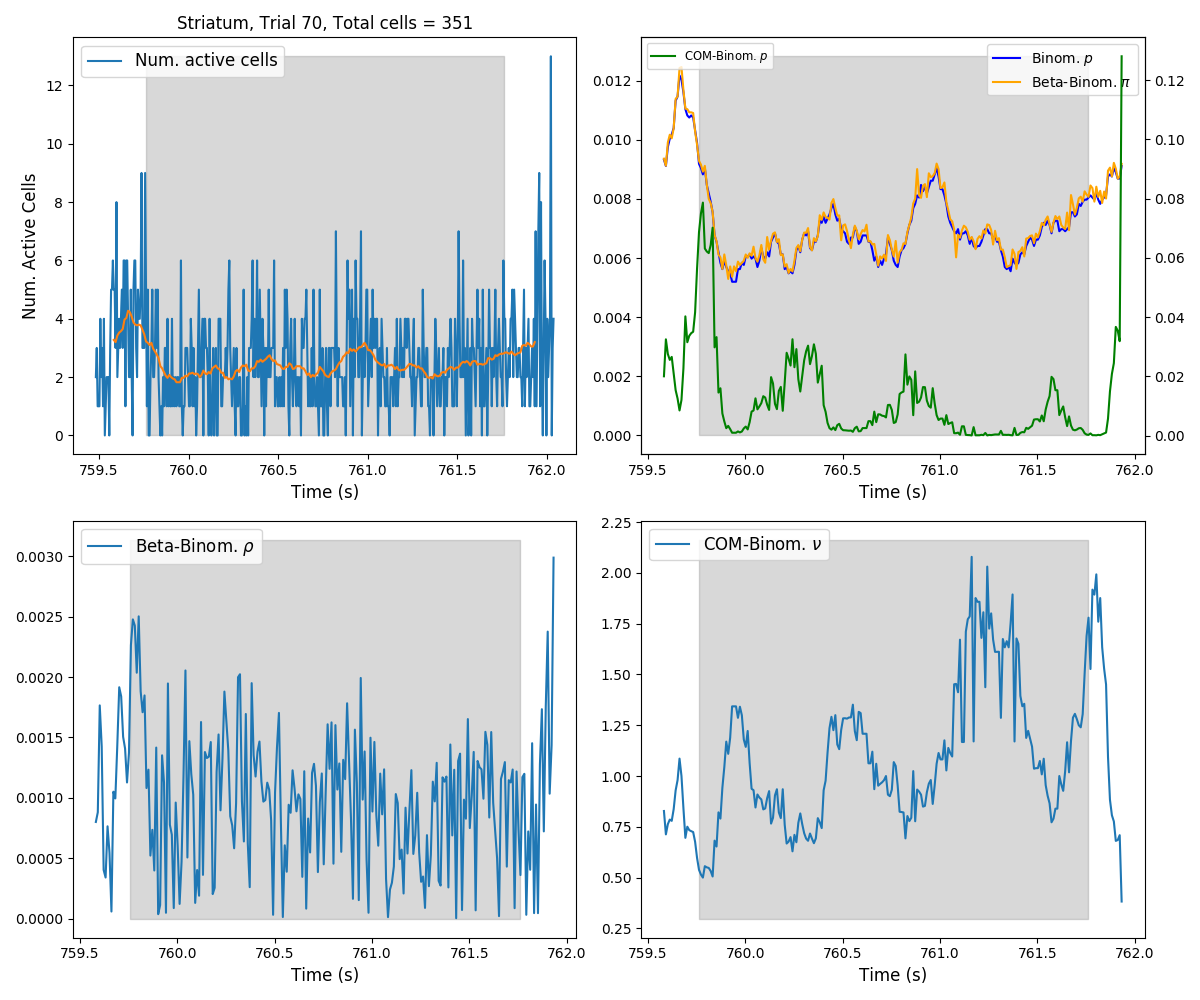 Striatum, Trial 70, Total cells = 351
Num. active cells
Num. Active Cells
12
10
8
6
4
2
0
759.5 760.0 760.5 761.0 761.5 762.0
Time (s)
COM-Binom. p
Binom. p
Beta-Binom. π
0.012
0.010
0.008
0.006
0.004
0.002
0.000
0.12
0.10
0.08
0.06
0.04
0.02
0.00
759.5 760.0 760.5 761.0 761.5 762.0
Time (s)
Beta-Binom. ρ
0.0030
0.0025
0.0020
0.0015
0.0010
0.0005
0.0000
759.5 760.0 760.5 761.0 761.5 762.0
Time (s)
COM-Binom. ν
2.25
2.00
1.75
1.50
1.25
1.00
0.75
0.50
0.25
759.5 760.0 760.5 761.0 761.5 762.0
Time (s)